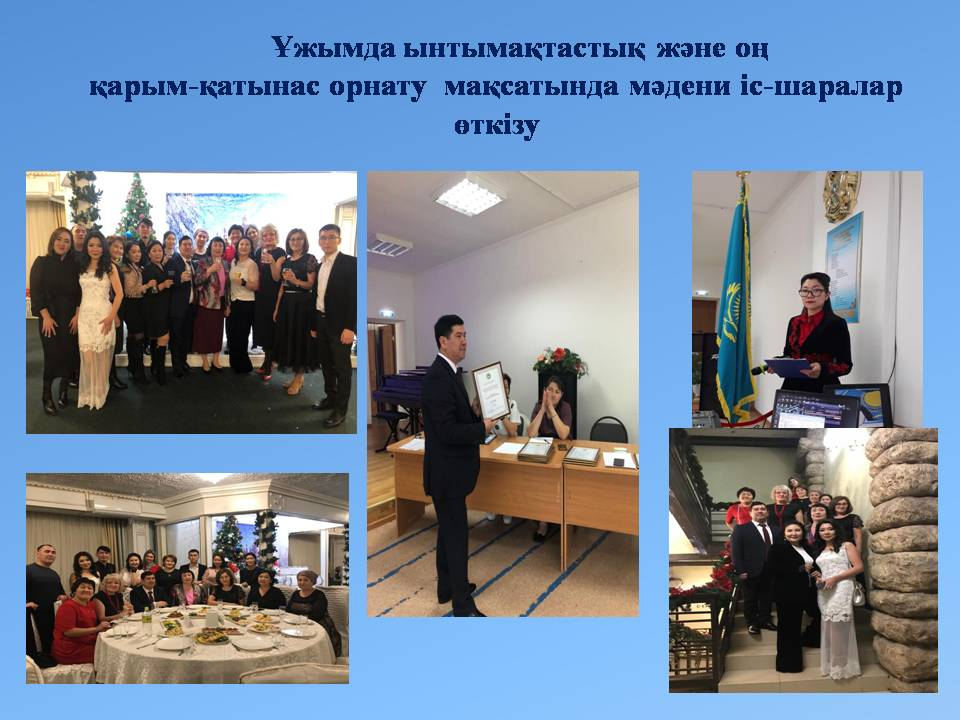 Ұжымда ынтымақтастық және оң
қарым-қатынас орнату мақсатында мәдени іс-шаралар
өткізу